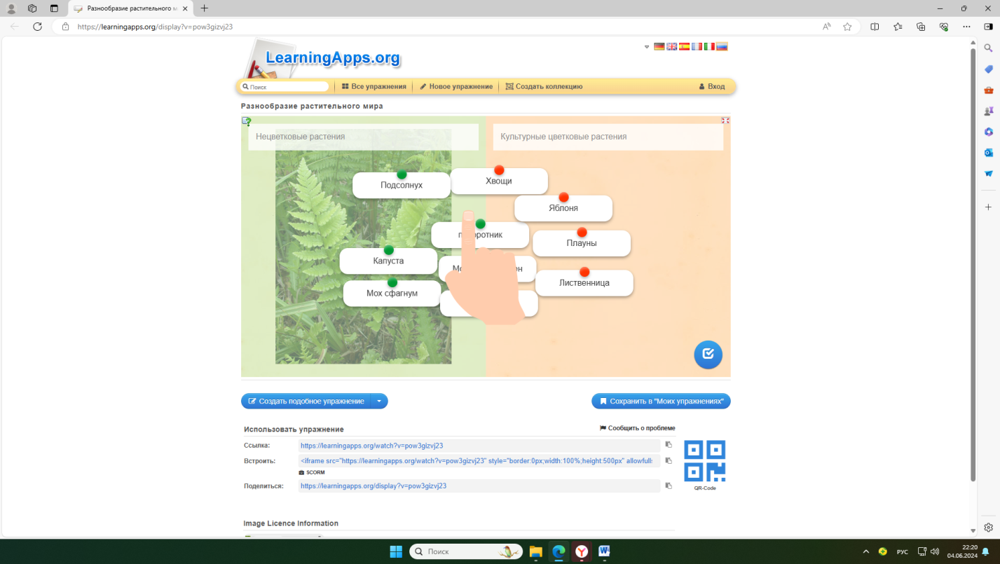 Разнообразие растительного м
https://learningapps.org/display?v=pow3gizvj23
LearningApps.org
Поиск
Все упражнения
Новое упражнение
Создать коллекцию
Вход
Разнообразие растительного мира
Нецветковые растения
Культурные цветковые растения
Подсолнух
Хвощи
Яблоня
Плауны
Капуста
Лиственница
Мох сфагнум
Создать подобное упражнение
Сохранить в "Моих упражнениях"
Использовать упражнение
Сообщить о проблеме
Ссылка:
https://learningapps.org/watch?v=pow3gizvj23
Встроить:
<iframe src="https://learningapps.org/watch?v=pow3gizvj23" style="border:0px;width:100%;height:500px" allowfull
SCORM
Поделиться:
https://learningapps.org/display?v=pow3gizvj23
QR-Code
Image Licence Information
Поиск
РУС
22:20
04.06.2024